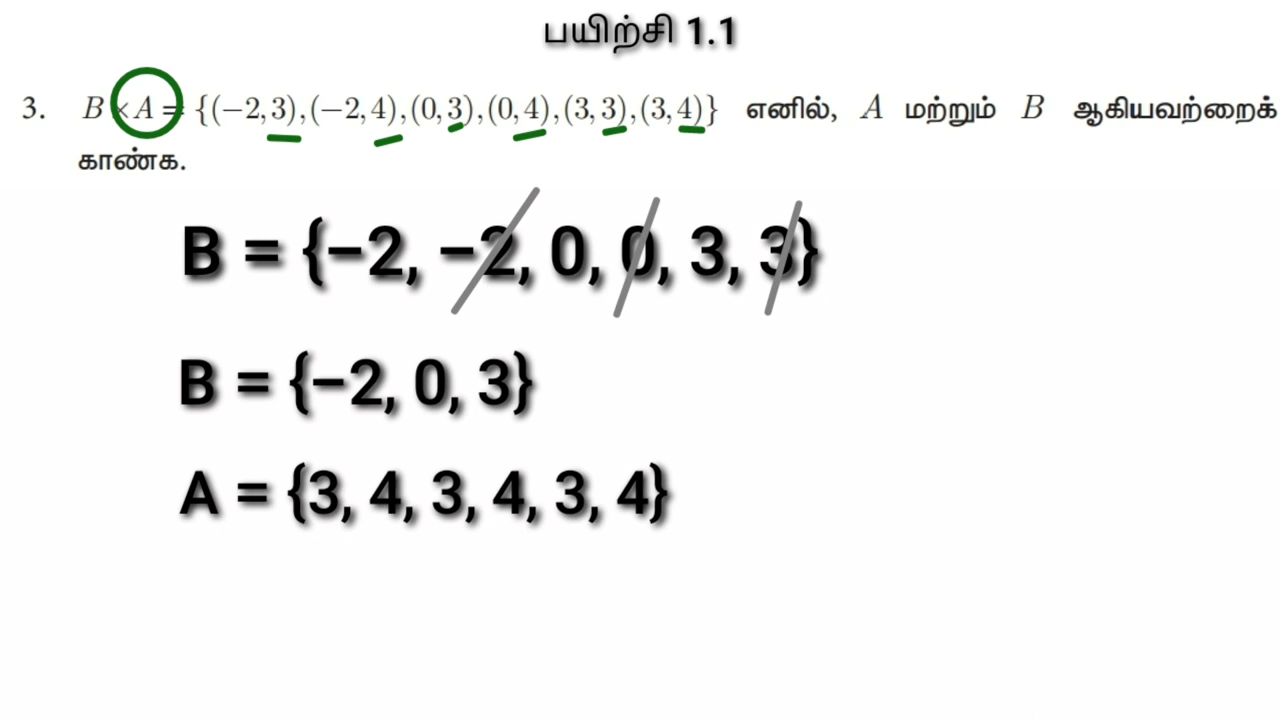 பயிற்சி 1.1
3. B × A = {(−2, 3), (−2, 4), (0, 3), (0, 4), (3, 3), (3, 4)} எனில், A மற்றும் B ஆகியவற்றைக்
காண்க.
B = {−2, −2, 0, 0, 3, 3}
B = {−2, 0, 3}
A = {3, 4, 3, 4, 3, 4}